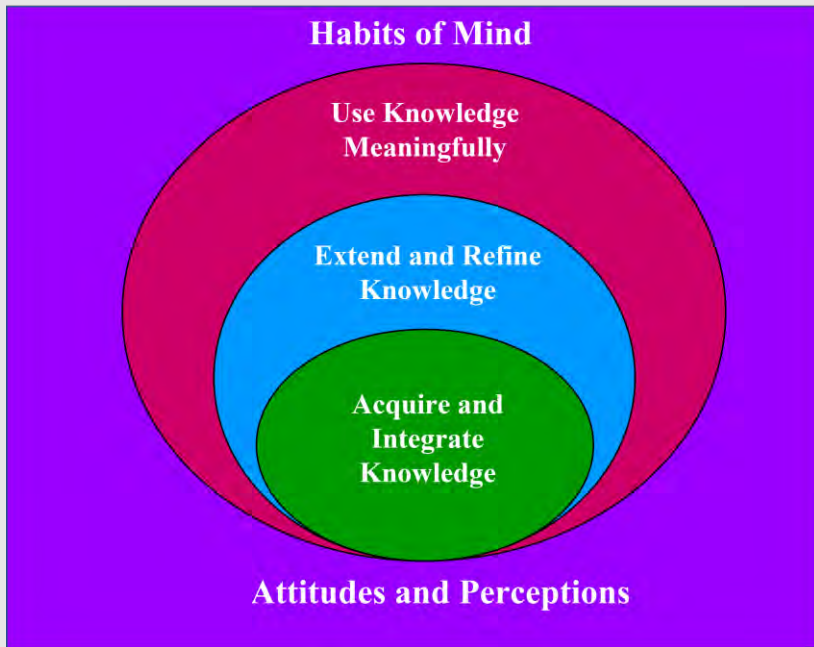 Habits of Mind
Use Knowledge
Meaningfully
Extend and Refine
Knowledge
Acquire and
Integrate
Knowledge
Attitudes and Perceptions